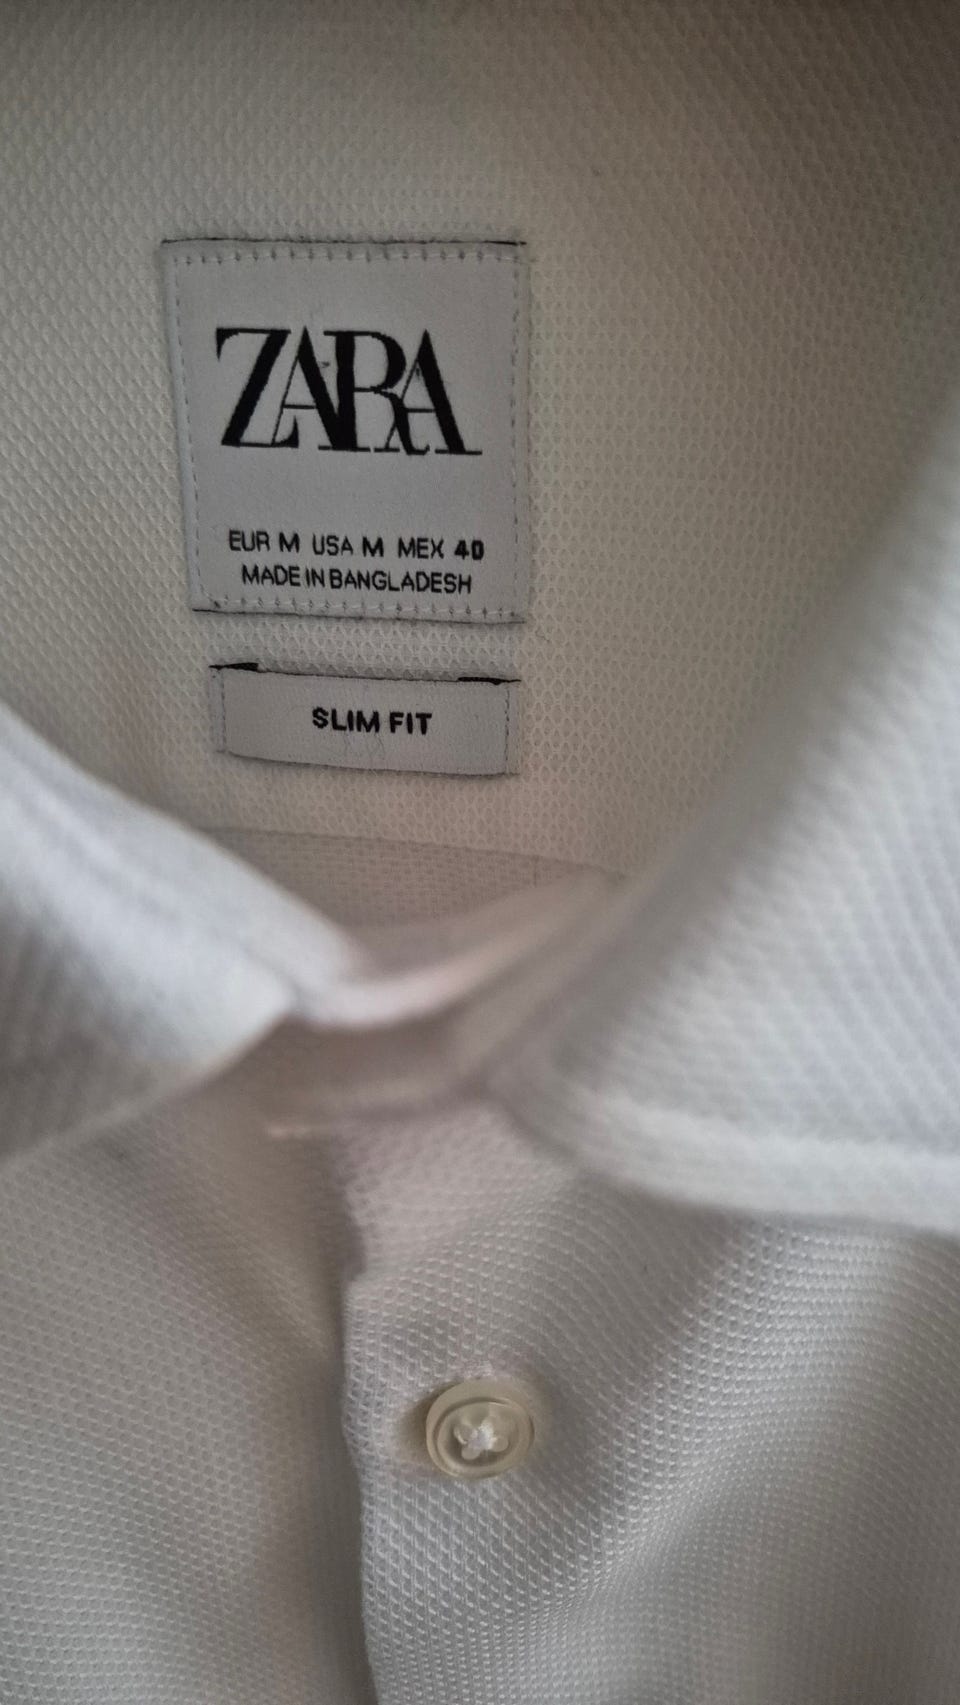 ZARA
EUR M USA M MEX 40
MADE IN BANGLADESH
SLIM FIT